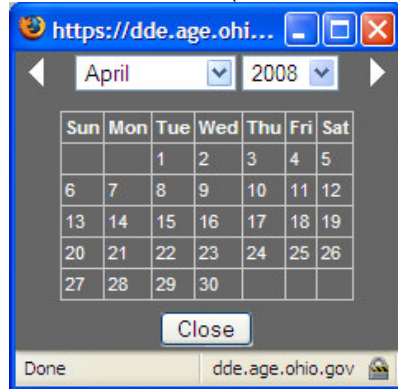 https://dde.age.ohi...
April 2008
Sun Mon Tue Wed Thu Fri Sat
1 2 3 4 5
6 7 8 9 10 11 12
13 14 15 16 17 18 19
20 21 22 23 24 25 26
27 28 29 30
Close
Done dde.age.ohio.gov